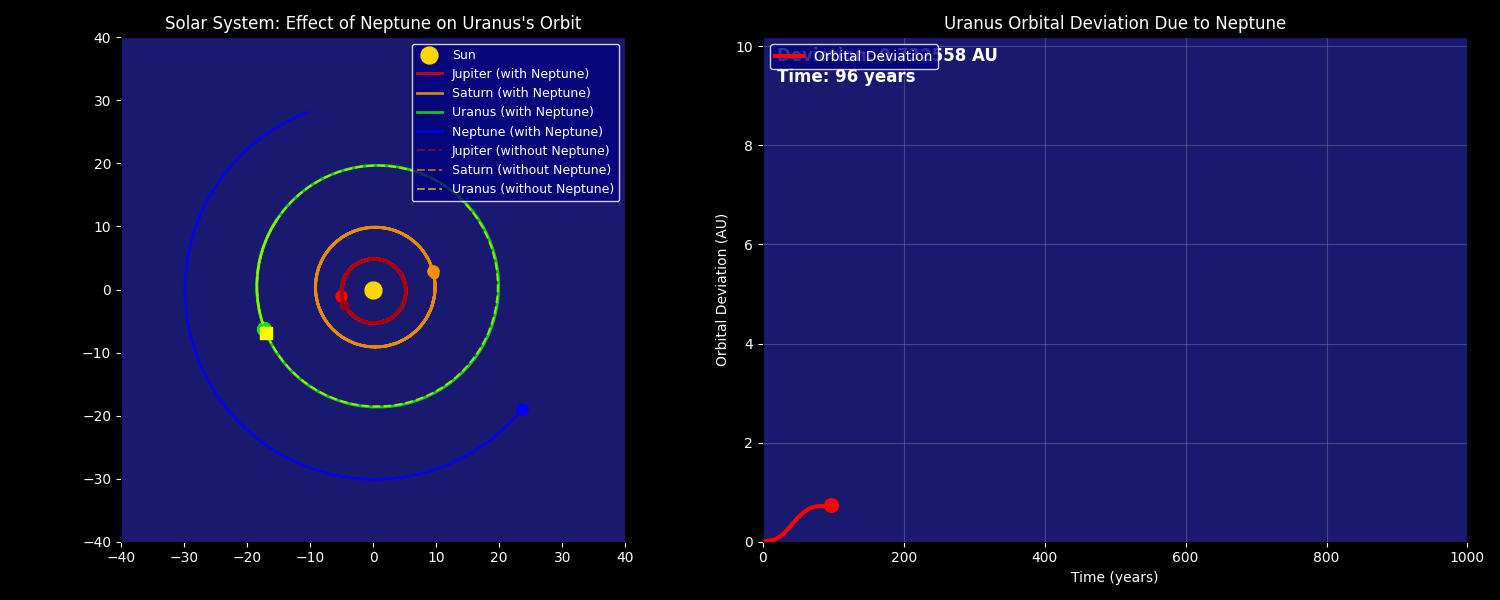 Solar System: Effect of Neptune on Uranus's Orbit
40
30
20
10
0
−10
−20
−30
−40
−40
−30
−20
−10
0
10
20
30
40
Sun
Jupiter (with Neptune)
Saturn (with Neptune)
Uranus (with Neptune)
Neptune (with Neptune)
Jupiter (without Neptune)
Saturn (without Neptune)
Uranus (without Neptune)
Uranus Orbital Deviation Due to Neptune
Orbital Deviation (AU)
10
8
6
4
2
0
Orbital Deviation
AU
Time: 96 years
0
200
400
600
800
1000
Time (years)